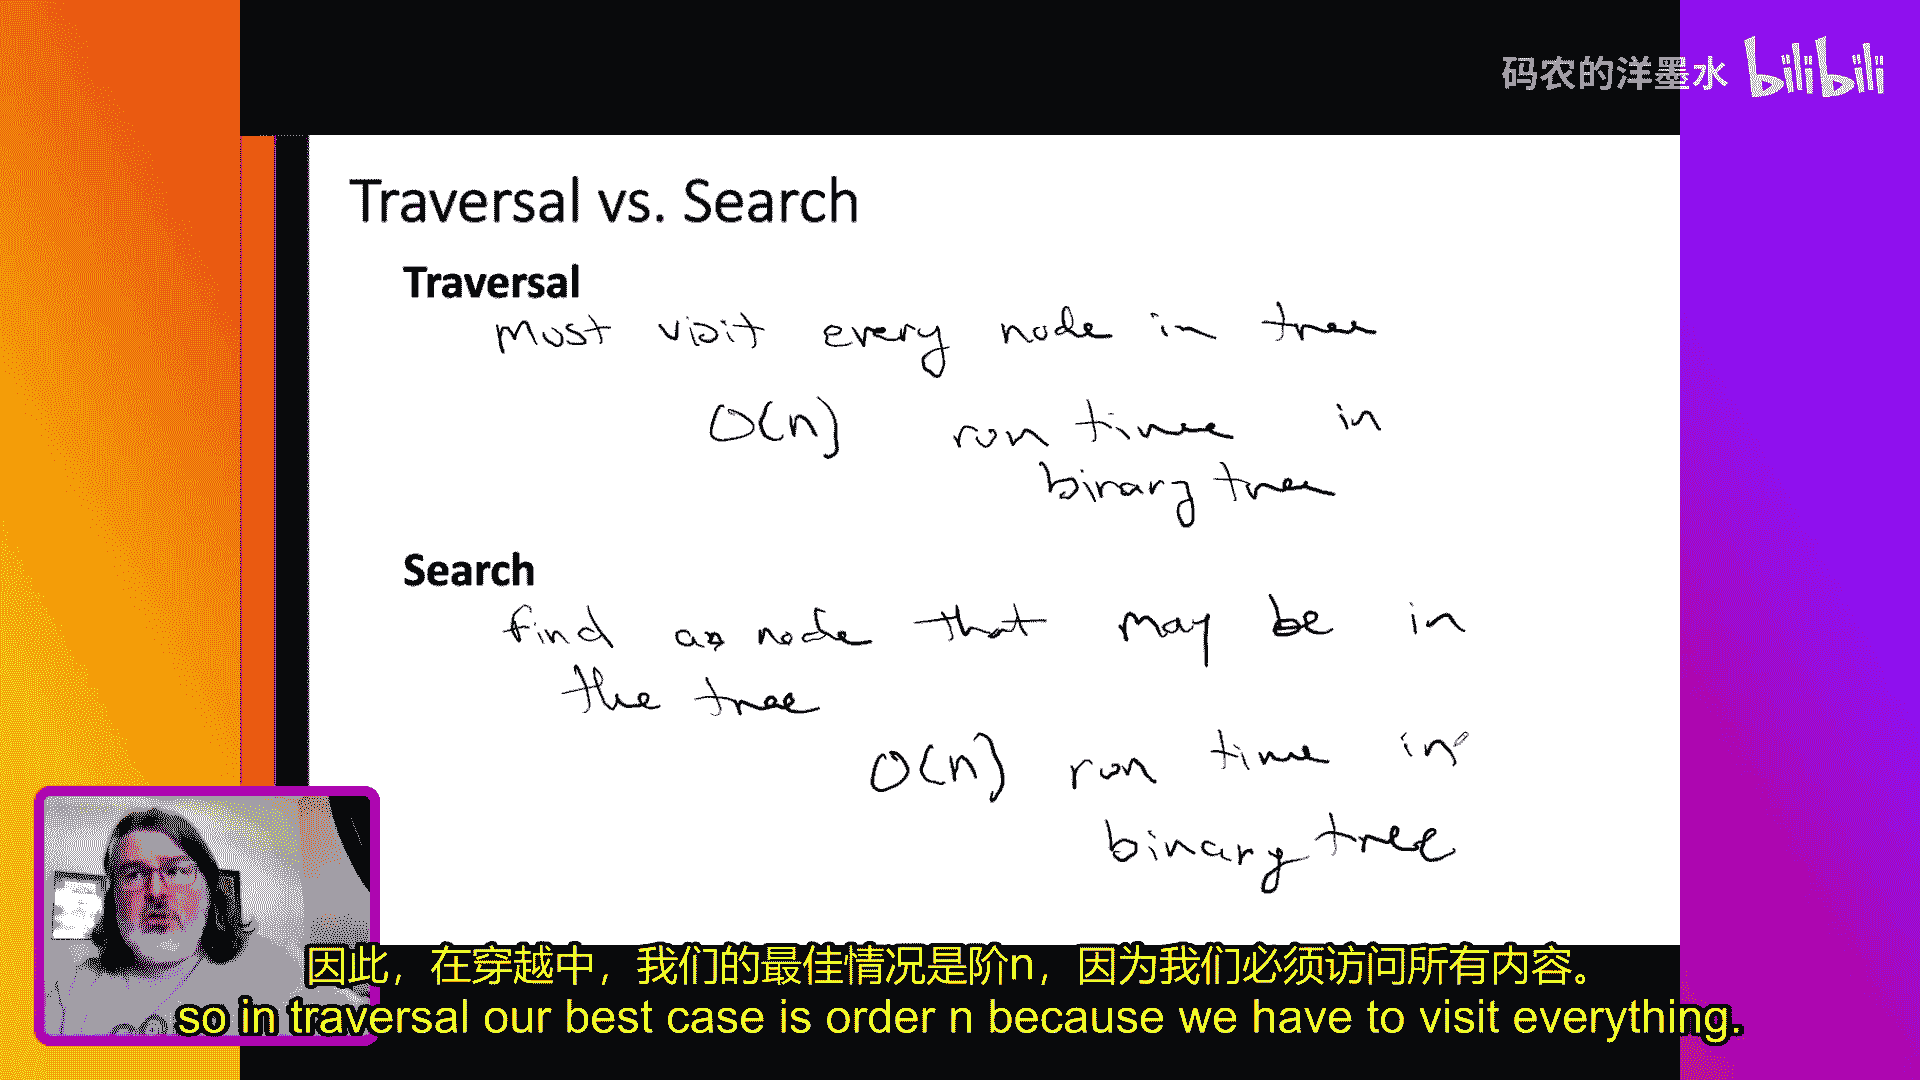 码农的洋墨水 bilibili
Traversal vs. Search
Traversal
Must visit every node in tree
O(n) run time in
binary tree
Search
find a node that may be in
the tree
O(n) run time in
binary tree
因此，在穿越中，我们的最佳情况是阶n，因为我们必须访问所有内容。
so in traversal our best case is order n because we have to visit everything.